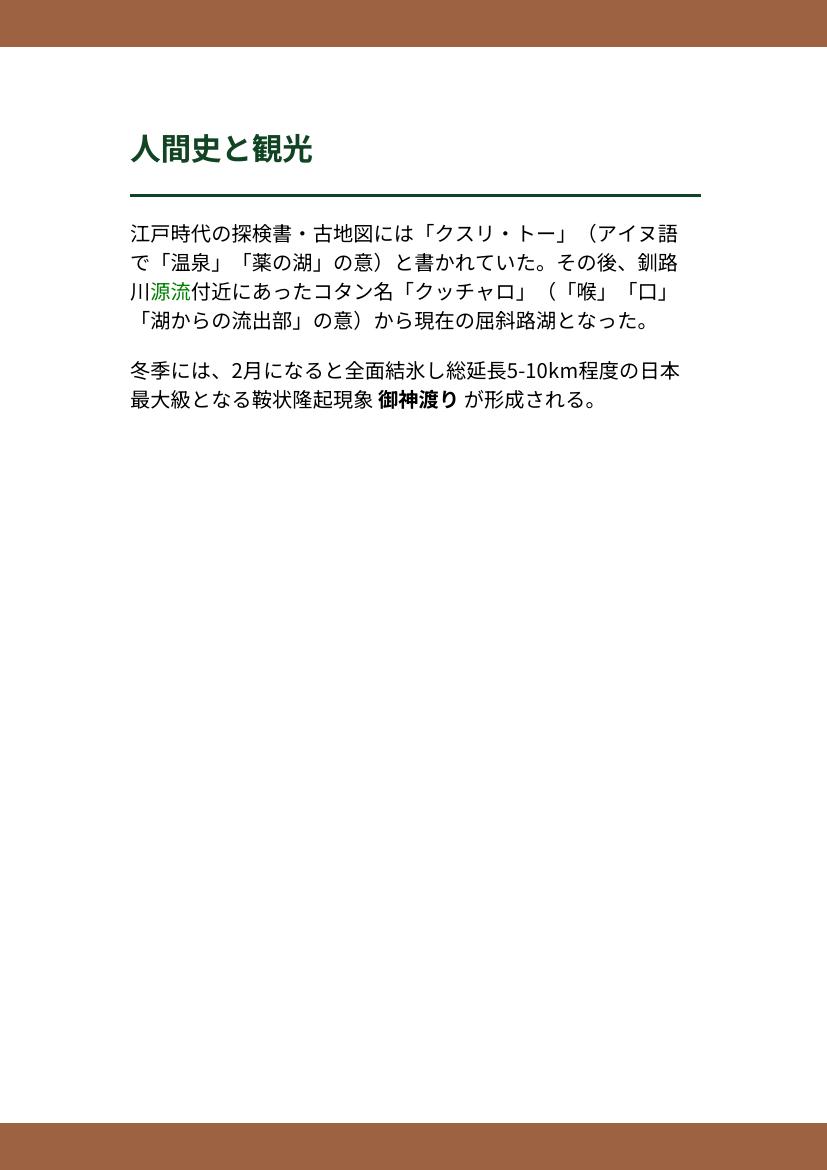 人間史と観光
江戸時代の探検書・古地図には「クスリ・トー」（アイヌ語
で「温泉」「薬の湖」の意）と書かれていた。その後、釧路
川源流付近にあったコタン名「クッチャロ」（「喉」「口」
「湖からの流出部」の意）から現在の屈斜路湖となった。
冬季には、2月になると全面結氷し総延長5-10km程度の日本
最大級となる鞍状隆起現象 御神渡り が形成される。